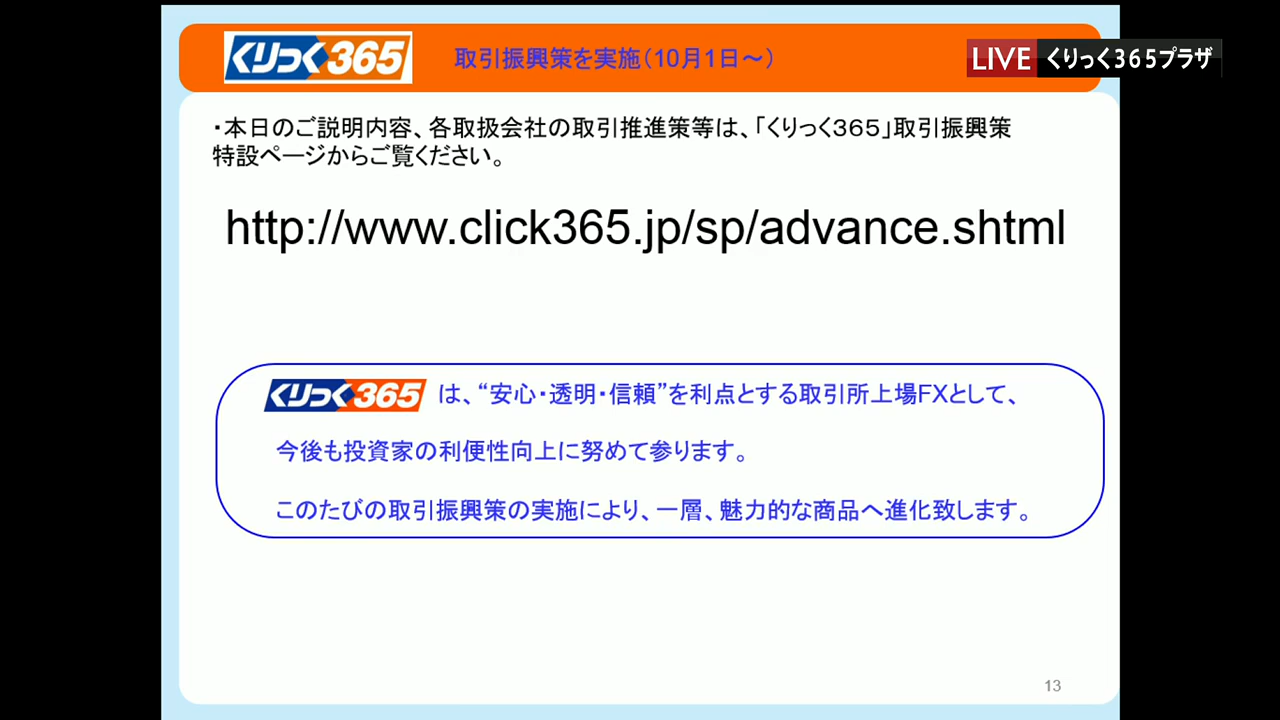 くりっく365
取引振興策を実施(10月1日～)
LIVE くりっく365プラザ
・本日のご説明内容、各取扱会社の取引推進策等は、「くりっく365」取引振興策
特設ページからご覧ください。
http://www.click365.jp/sp/advance.shtml
くりっく365 は、“安心・透明・信頼”を利点とする取引所上場FXとして、
今後も投資家の利便性向上に努めて参ります。
このたびの取引振興策の実施により、一層、魅力的な商品へ進化致します。
13